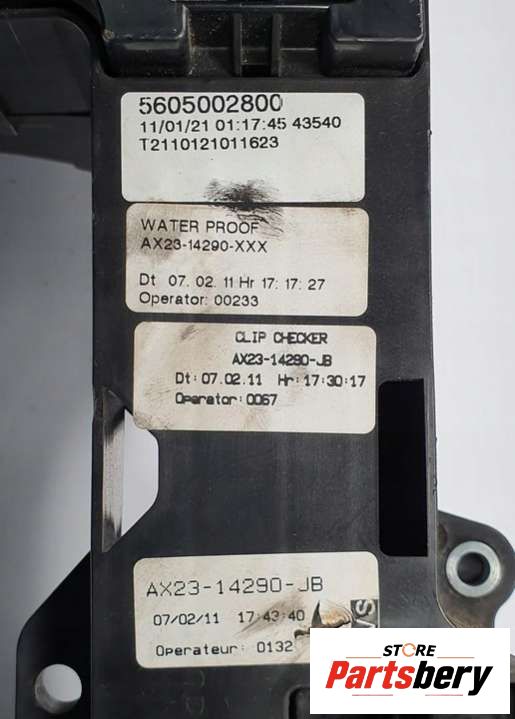 5605002800
11/01/21 01:17:45 43540
T2110121011623
WATER PROOF
AX23-14290-XXX
Dt 07. 02. 11 Hr 17: 17: 27
Operator: 00233
CLIP CHECKER
AX23-14290-JB
Dt:07.02.11 Hr:17:30:17
Operator:0067
AX23-14290-JB
07/02/11 17:43:40
Operateur: 0132
STORE
Partsbery